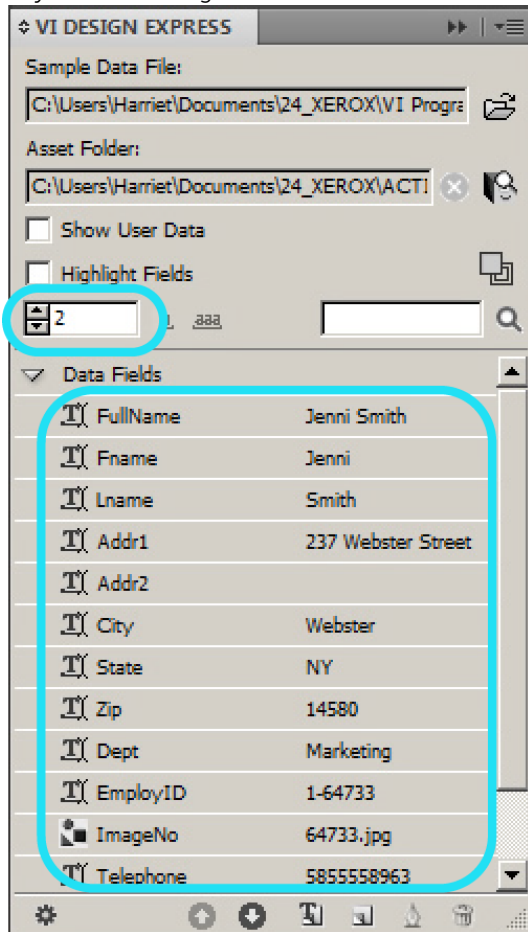 VI DESIGN EXPRESS
Sample Data File:
C:\Users\Harriet\Documents\24_XEROX\VI Progra
Asset Folder:
C:\Users\Harriet\Documents\24_XEROX\ACTI
Show User Data
Highlight Fields
2 aaa
Data Fields
FullName Jenni Smith
Fname Jenni
Lname Smith
Addr1 237 Webster Street
Addr2
City Webster
State NY
Zip 14580
Dept Marketing
EmployID 1-64733
ImageNo 64733.jpg
Telephone 5855558963